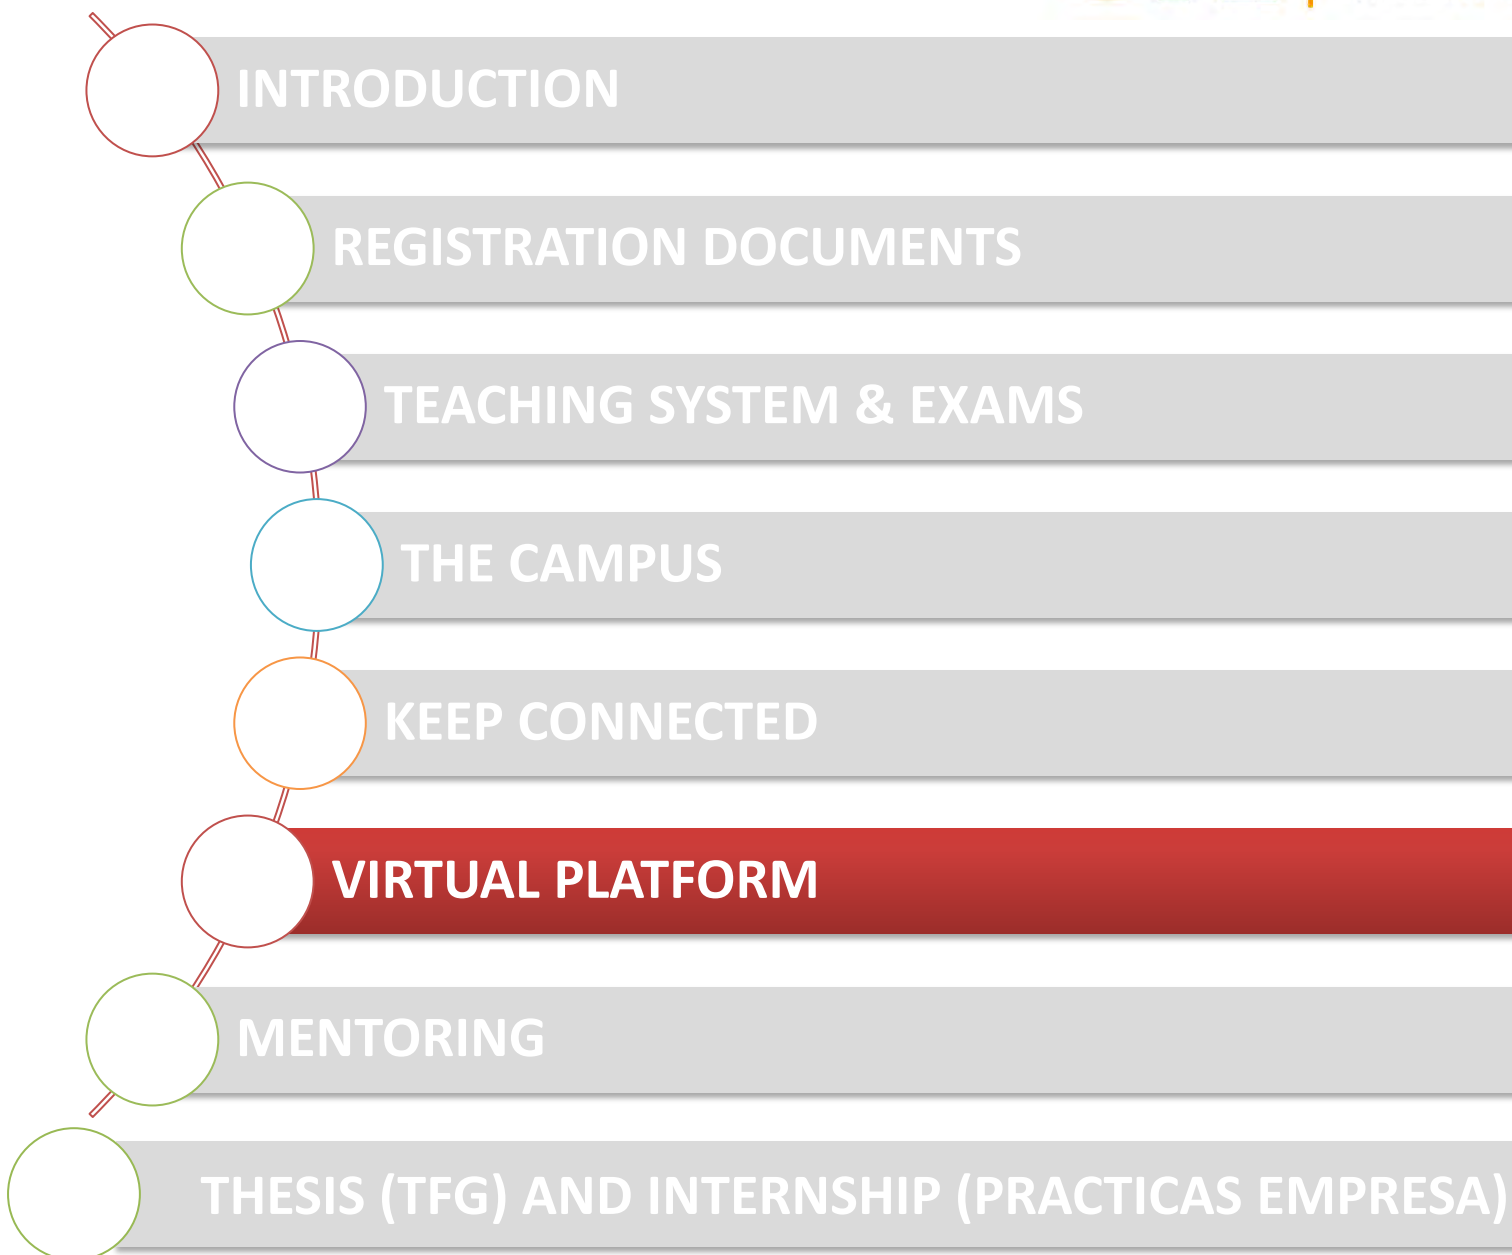 INTRODUCTION
REGISTRATION DOCUMENTS
TEACHING SYSTEM & EXAMS
THE CAMPUS
KEEP CONNECTED
VIRTUAL PLATFORM
MENTORING
THESIS (TFG) AND INTERNSHIP (PRACTICAS EMPRESA)